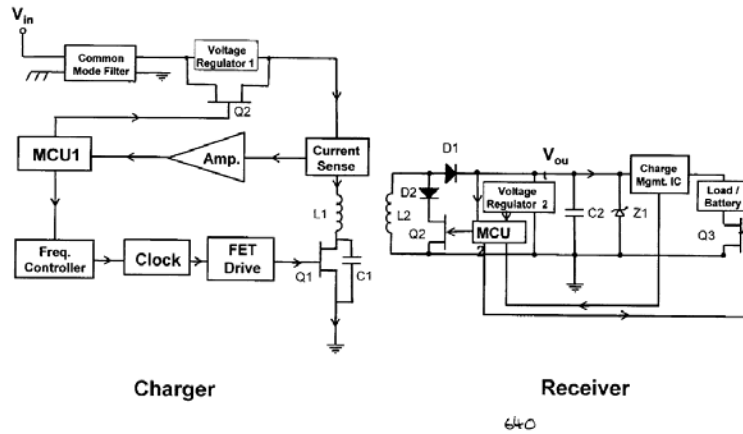 Vin
Common
Mode Filter
Voltage
Regulator 1
Q2
MCU1
Amp.
Current
Sense
L1
Freq.
Controller
Clock
FET
Drive
Q1
C1
Charger
D1
Vou
t
D2
L2
Q2
Voltage
Regulator 2
MCU
2
C2
Z1
Charge
Mgmt. IC
Load /
Battery
Q3
Receiver
640